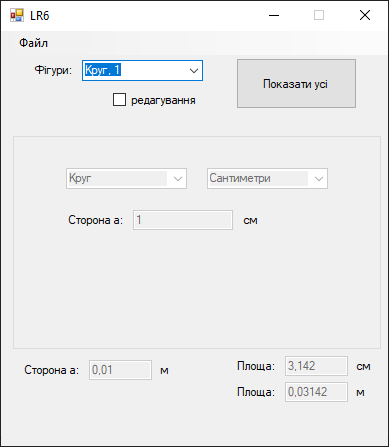 LR6
Файл
Фігури: Круг, 1
Показати усі
редагування
Круг Сантиметри
Сторона а: 1 см
Сторона а: 0,01 м
Площа: 3,142 см
Площа: 0,03142 м